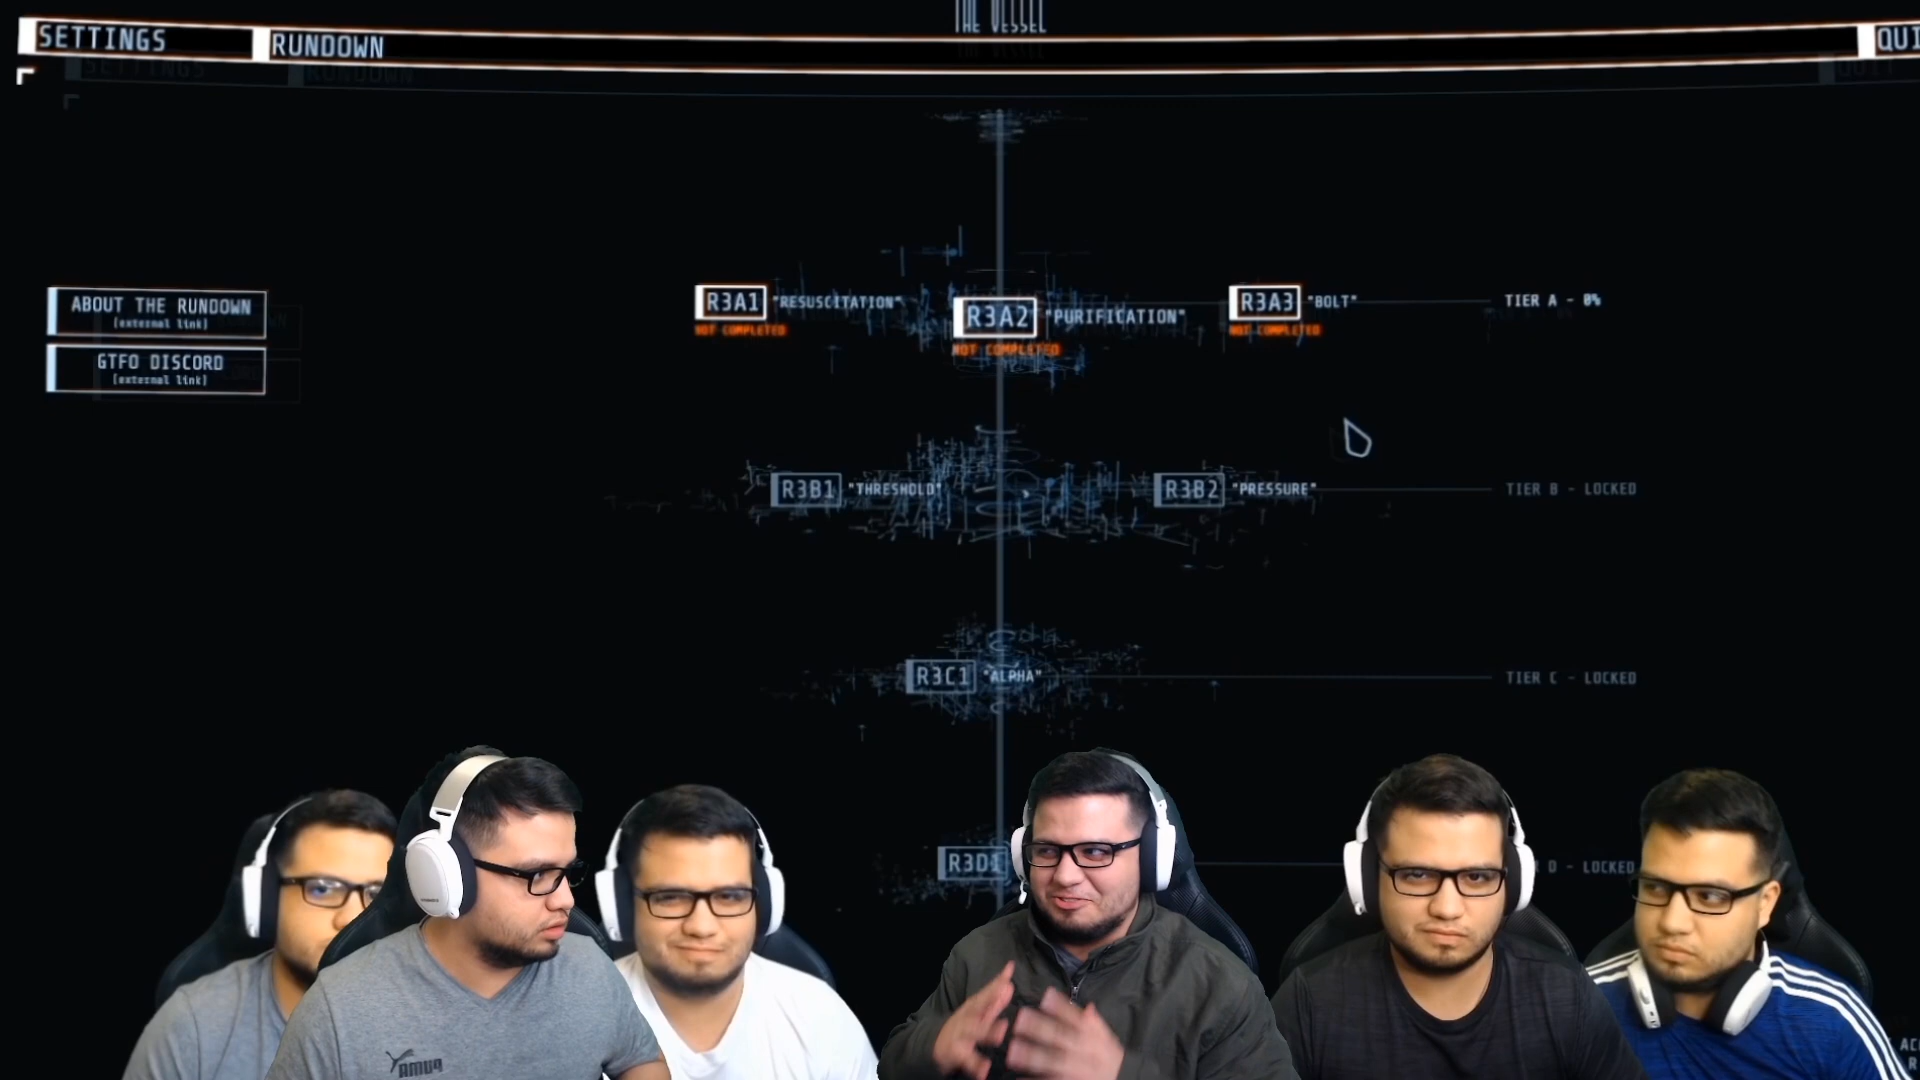 THE VESSEL
SETTINGS
RUNDOWN
QUI
ABOUT THE RUNDOWN
[external link]
GTFO DISCORD
[external link]
R3A1 "RESUSCITATION"
NOT COMPLETED
R3A2 "PURIFICATION"
NOT COMPLETED
R3A3 "BOLT"
NOT COMPLETED
TIER A - 0%
R3B1 "THRESHOLD"
R3B2 "PRESSURE"
TIER B - LOCKED
R3C1 "ALPHA"
TIER C - LOCKED
R3D1
D - LOCKED